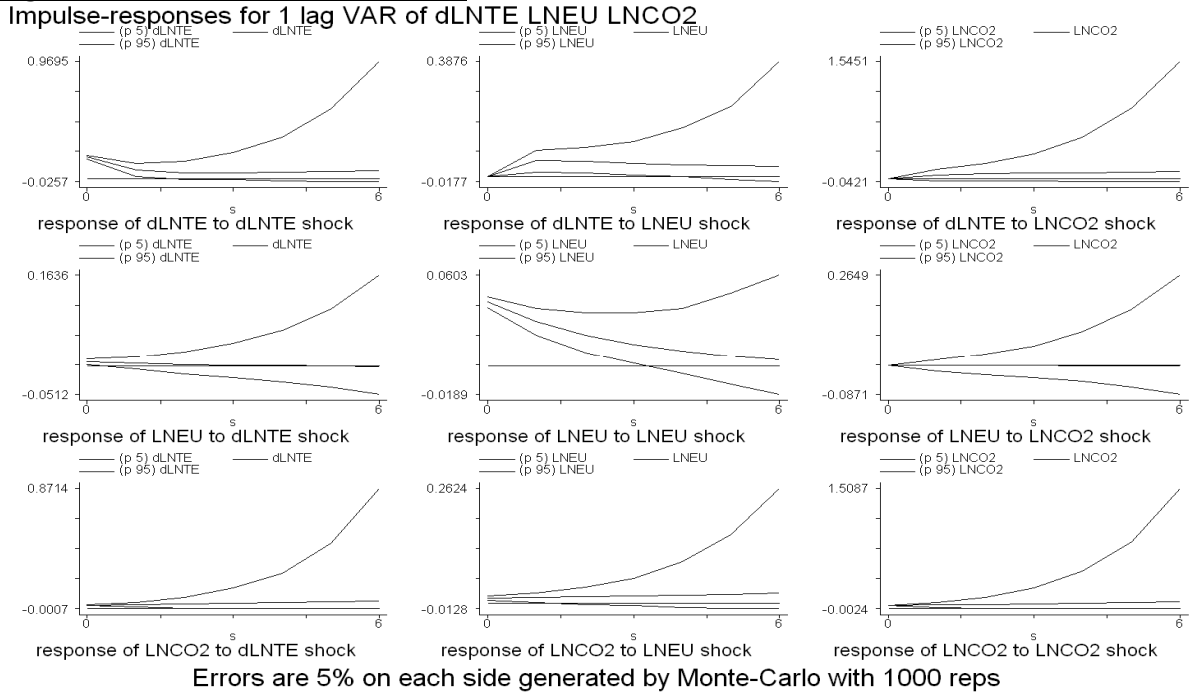 Impulse-responses for 1 lag VAR of dLNTE LNEU LNCO2
(p 5) dLNTE dLNTE
(p 95) dLNTE
0.9695
-0.0257
0 s 6
response of dLNTE to dLNTE shock
(p 5) LNEU LNEU
(p 95) LNEU
0.3876
-0.0177
0 s 6
response of dLNTE to LNEU shock
(p 5) LNCO2 LNCO2
(p 95) LNCO2
1.5451
-0.0421
0 s 6
response of dLNTE to LNCO2 shock
(p 5) dLNTE dLNTE
(p 95) dLNTE
0.1636
-0.0512
0 s 6
response of LNEU to dLNTE shock
(p 5) LNEU LNEU
(p 95) LNEU
0.0603
-0.0189
0 s 6
response of LNEU to LNEU shock
(p 5) LNCO2 LNCO2
(p 95) LNCO2
0.2649
-0.0871
0 s 6
response of LNEU to LNCO2 shock
(p 5) dLNTE dLNTE
(p 95) dLNTE
0.8714
-0.0007
0 s 6
response of LNCO2 to dLNTE shock
(p 5) LNEU LNEU
(p 95) LNEU
0.2624
-0.0128
0 s 6
response of LNCO2 to LNEU shock
(p 5) LNCO2 LNCO2
(p 95) LNCO2
1.5087
-0.0024
0 s 6
response of LNCO2 to LNCO2 shock
Errors are 5% on each side generated by Monte-Carlo with 1000 reps